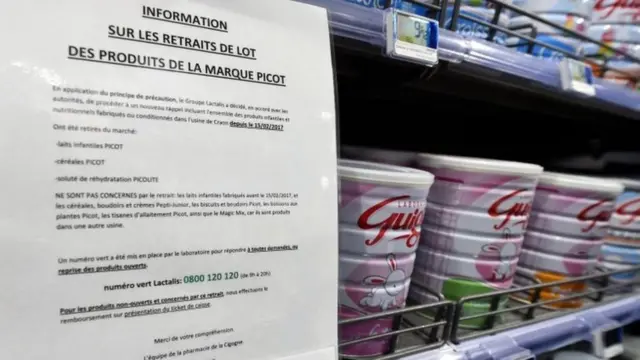 INFORMATION
SUR LES RETRAITS DE LOT
DES PRODUITS DE LA MARQUE PICOT
En application du principe de précaution, le Groupe Lactalis a décidé, en accord avec les
autorités, de procéder à un nouveau rappel incluant l'ensemble des produits infantiles et
nutritionnels fabriqués ou conditionnés dans l'usine de Craon depuis le 15/02/2017
Ont été retirés du marché:
-laits infantiles PICOT
-céréales PICOT
-soluté de réhydratation PICOLITE
NE SONT PAS CONCERNES par le retrait: les laits infantiles fabriqués avant le 15/02/2017, et
les céréales, boudoirs et crèmes Pepti-Junior, les biscuits et boudoirs Picot, les boissons aux
plantes Picot, les tisanes d'allaitement Picot, ainsi que le Magic Mix, car ils sont produits
dans une autre usine.
Un numéro vert a été mis en place par le laboratoire pour répondre à toutes demandes, ou
reprise des produits ouverts.
numéro vert Lactalis: 0800 120 120 (de 9h à 20h)
Pour les produits non-ouverts et concernés par ce retrait, nous effectuons le
remboursement sur présentation du ticket de caisse.
Merci de votre compréhension.
L'équipe de la pharmacie de la Cigogne
Guigoz